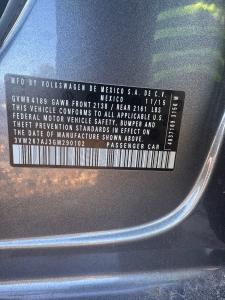 MFD BY VOLKSWAGEN DE MEXICO S.A. DE C.V.
MEXICO 11/15
GVWR 4189 GAWR FRONT 2138 / REAR 2161 LBS
THIS VEHICLE CONFORMS TO ALL APPLICABLE U.S.
FEDERAL MOTOR VEHICLE SAFETY, BUMPER, AND
THEFT PREVENTION STANDARDS IN EFFECT ON
THE DATE OF MANUFACTURE SHOWN ABOVE
3VW267AJ3GM290102 PASSENGER CAR